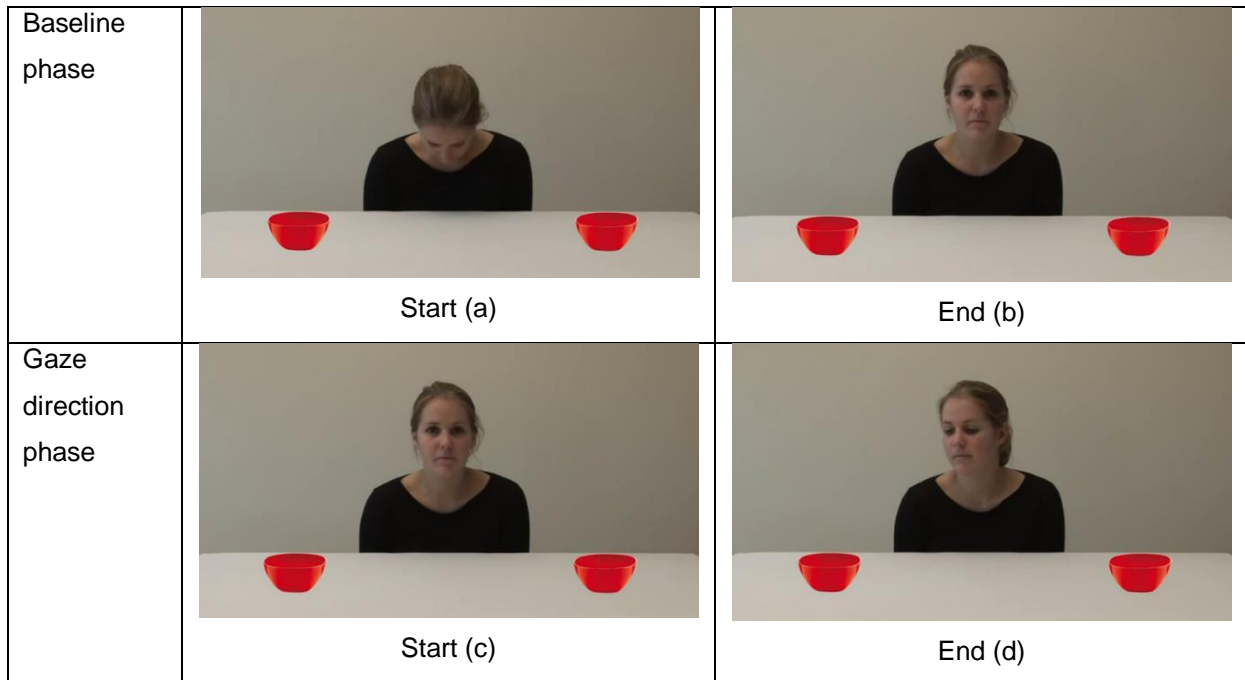 Baseline
phase
Start (a)
End (b)
Gaze
direction
phase
Start (c)
End (d)